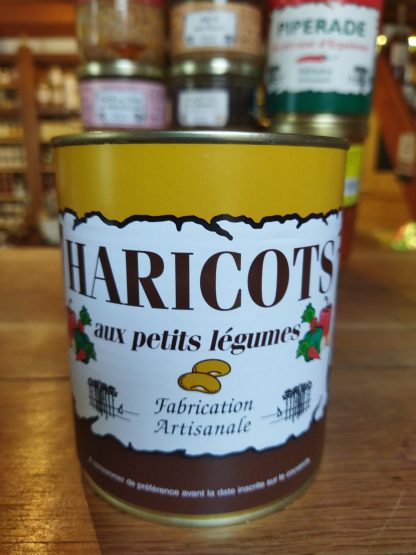 PIPERADE
HARICOTS
aux petits légumes
Fabrication
Artisanale
A consommer de préférence avant la date inscrite sur le couvercle.